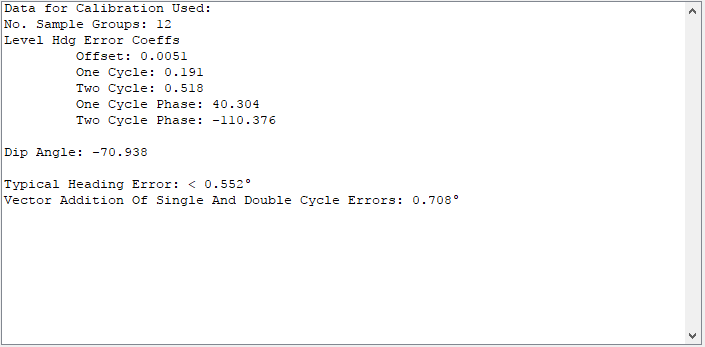 Data for Calibration Used:
No. Sample Groups: 12
Level Hdg Error Coeffs
Offset: 0.0051
One Cycle: 0.191
Two Cycle: 0.518
One Cycle Phase: 40.304
Two Cycle Phase: -110.376
Dip Angle: -70.938
Typical Heading Error: < 0.552°
Vector Addition Of Single And Double Cycle Errors: 0.708°